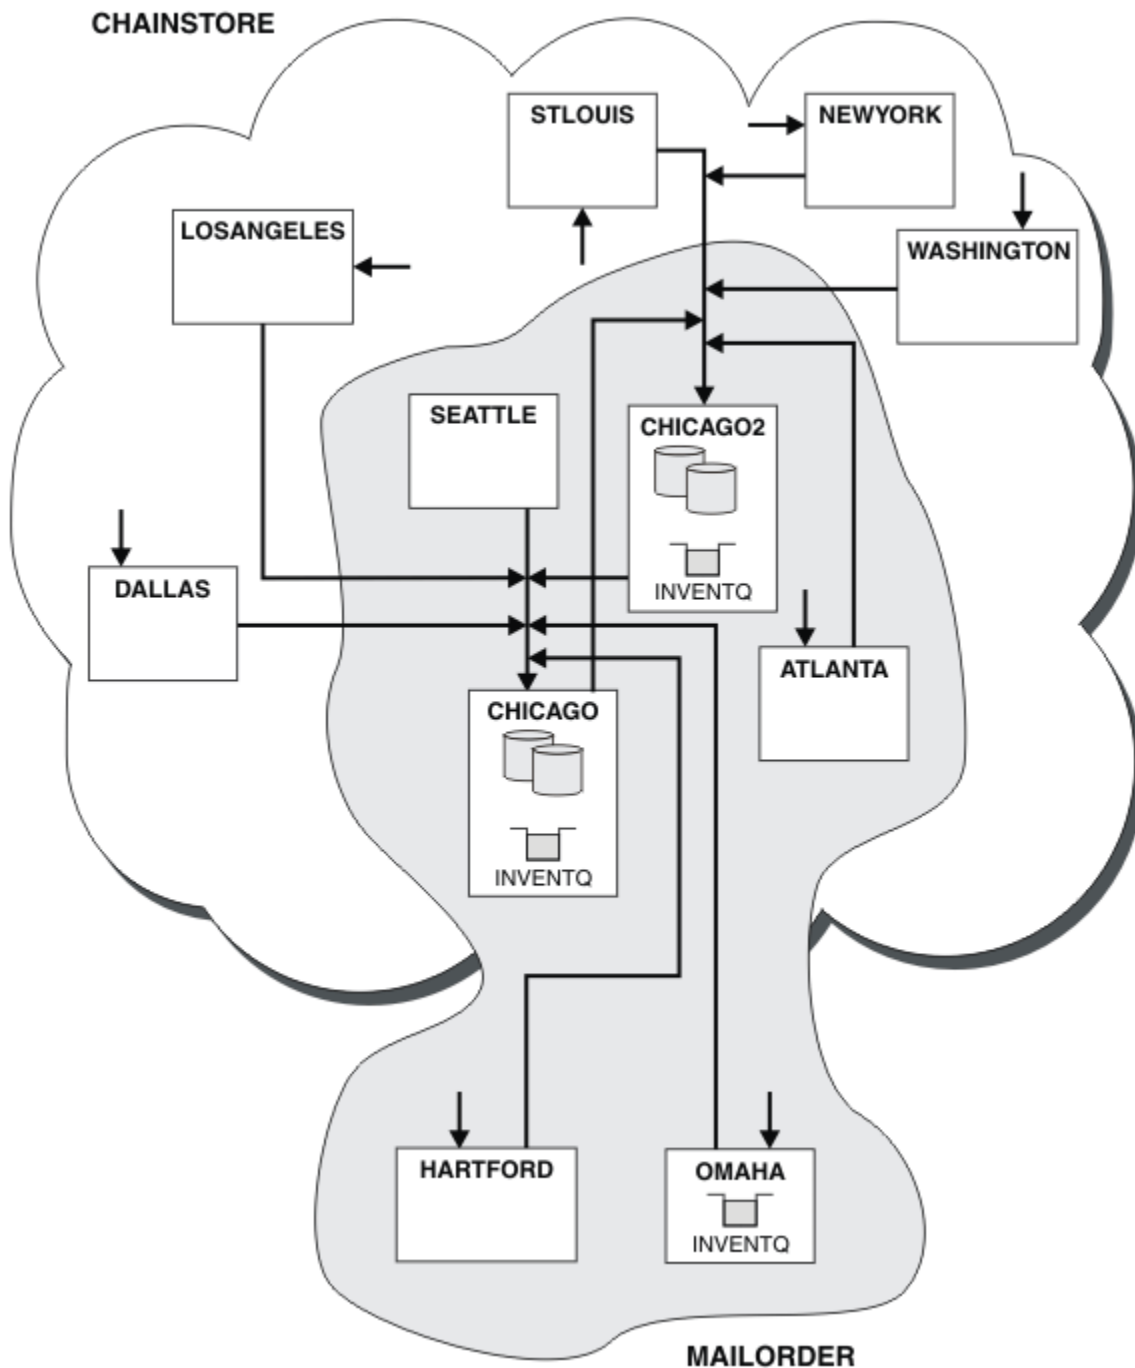 CHAINSTORE
STLOUIS
NEWYORK
LOSANGELES
WASHINGTON
SEATTLE
CHICAGO2
INVENTQ
DALLAS
ATLANTA
CHICAGO
INVENTQ
HARTFORD
OMAHA
INVENTQ
MAILORDER